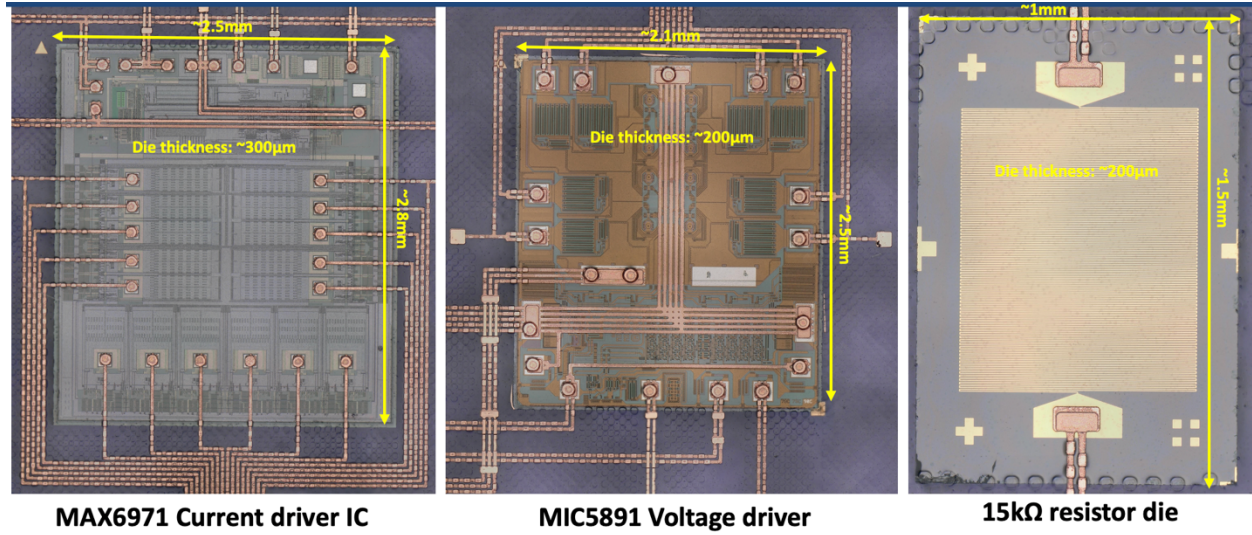 ~2.5mm
Die thickness: ~300µm
~2.8mm
MAX6971 Current driver IC
~2.1mm
Die thickness: ~200µm
~2.5mm
MIC5891 Voltage driver
~1mm
Die thickness: ~200µm
~1.5mm
15kΩ resistor die